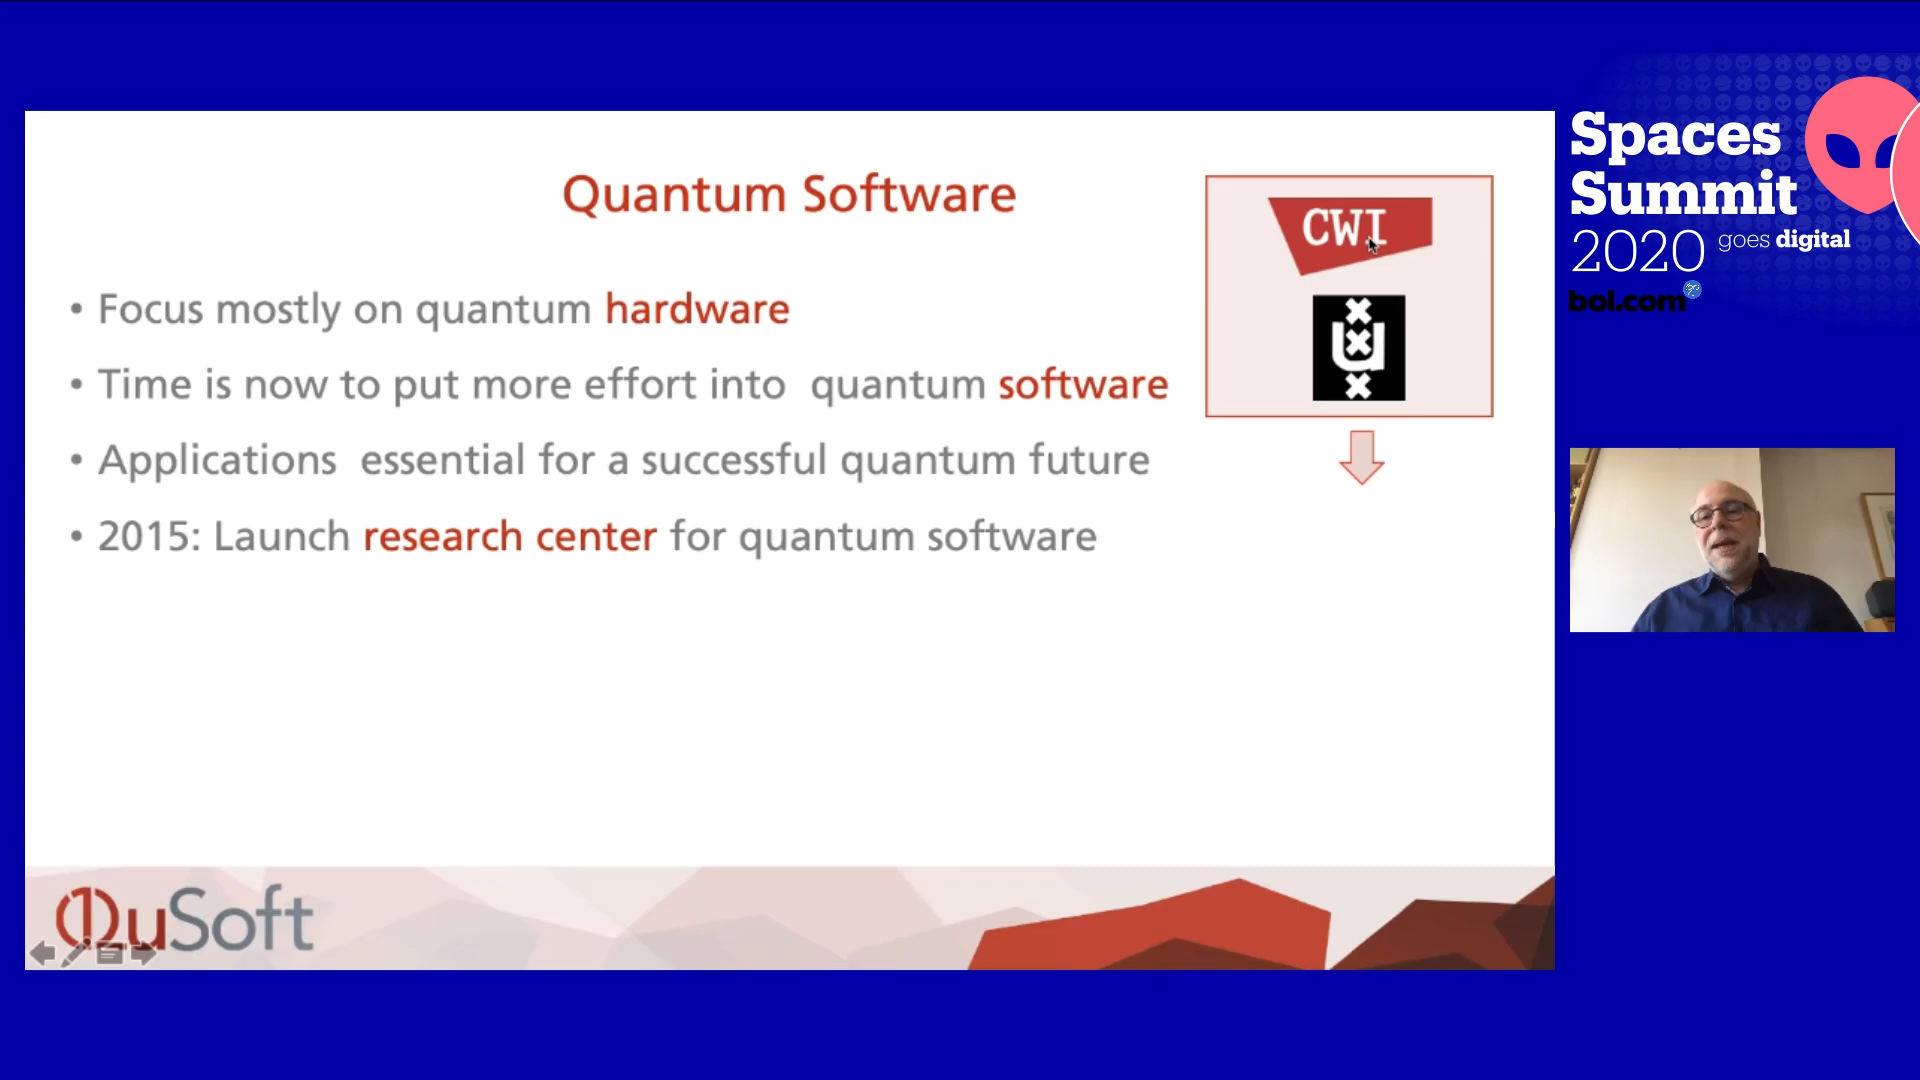 Quantum Software
• Focus mostly on quantum hardware
• Time is now to put more effort into quantum software
• Applications essential for a successful quantum future
• 2015: Launch research center for quantum software
CWI
QuSoft
Spaces
Summit
2020 goes digital
bol.com